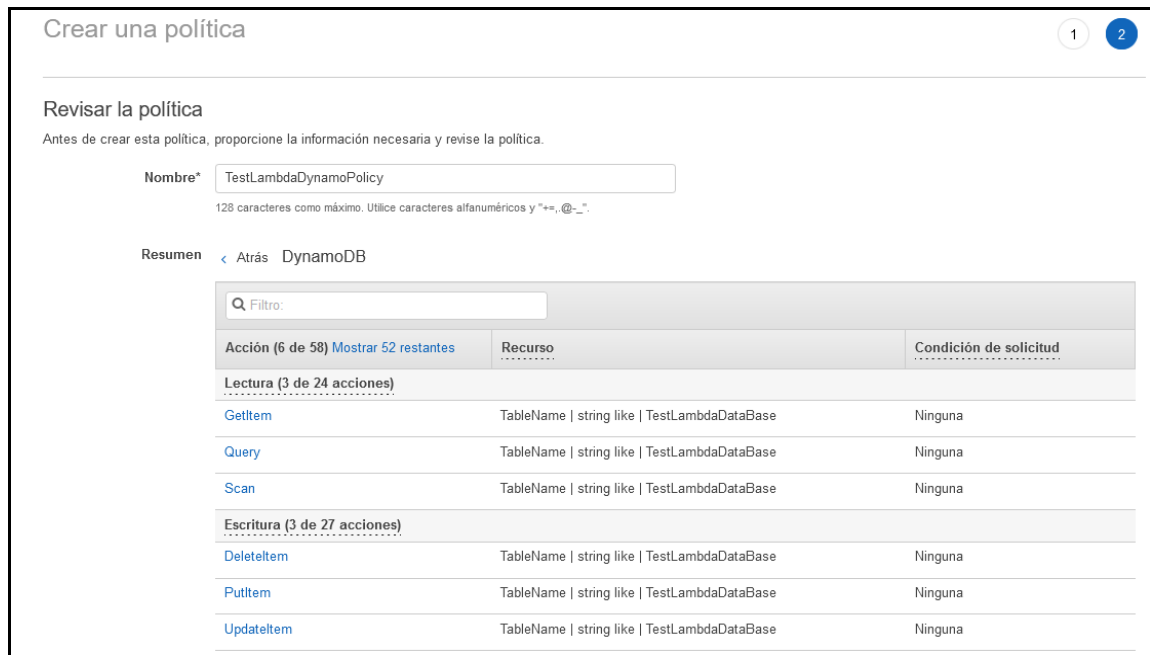 Crear una política
1 2
Revisar la política
Antes de crear esta política, proporcione la información necesaria y revise la política.
Nombre* TestLambdaDynamoPolicy
128 caracteres como máximo. Utilice caracteres alfanuméricos y "+=,.@-_".
Resumen ‹ Atrás DynamoDB
Filtro:
Acción (6 de 58) Mostrar 52 restantes Recurso Condición de solicitud
Lectura (3 de 24 acciones)
GetItem TableName | string like | TestLambdaDataBase Ninguna
Query TableName | string like | TestLambdaDataBase Ninguna
Scan TableName | string like | TestLambdaDataBase Ninguna
Escritura (3 de 27 acciones)
DeleteItem TableName | string like | TestLambdaDataBase Ninguna
PutItem TableName | string like | TestLambdaDataBase Ninguna
UpdateItem TableName | string like | TestLambdaDataBase Ninguna